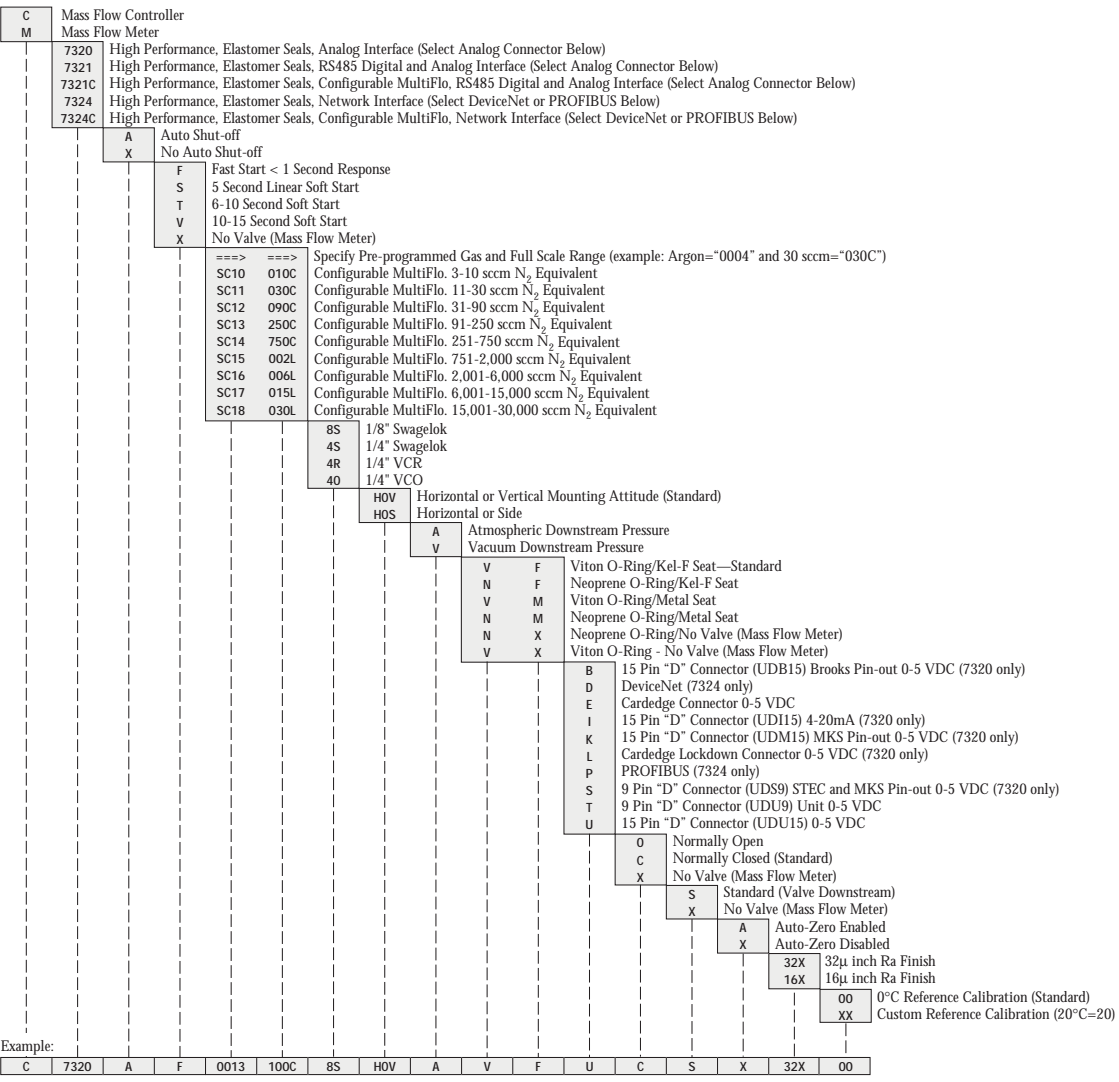 C Mass Flow Controller
M Mass Flow Meter
7320 High Performance, Elastomer Seals, Analog Interface (Select Analog Connector Below)
7321 High Performance, Elastomer Seals, RS485 Digital and Analog Interface (Select Analog Connector Below)
7321C High Performance, Elastomer Seals, Configurable MultiFlo, RS485 Digital and Analog Interface (Select Analog Connector Below)
7324 High Performance, Elastomer Seals, Network Interface (Select DeviceNet or PROFIBUS Below)
7324C High Performance, Elastomer Seals, Configurable MultiFlo, Network Interface (Select DeviceNet or PROFIBUS Below)
A Auto Shut-off
X No Auto Shut-off
F Fast Start < 1 Second Response
S 5 Second Linear Soft Start
T 6-10 Second Soft Start
V 10-15 Second Soft Start
X No Valve (Mass Flow Meter)
===> ===> Specify Pre-programmed Gas and Full Scale Range (example: Argon=“0004” and 30 sccm=“030C”)
SC10 010C Configurable MultiFlo. 3-10 sccm N₂ Equivalent
SC11 030C Configurable MultiFlo. 11-30 sccm N₂ Equivalent
SC12 090C Configurable MultiFlo. 31-90 sccm N₂ Equivalent
SC13 250C Configurable MultiFlo. 91-250 sccm N₂ Equivalent
SC14 750C Configurable MultiFlo. 251-750 sccm N₂ Equivalent
SC15 002L Configurable MultiFlo. 751-2,000 sccm N₂ Equivalent
SC16 006L Configurable MultiFlo. 2,001-6,000 sccm N₂ Equivalent
SC17 015L Configurable MultiFlo. 6,001-15,000 sccm N₂ Equivalent
SC18 030L Configurable MultiFlo. 15,001-30,000 sccm N₂ Equivalent
8S 1/8" Swagelok
4S 1/4" Swagelok
4R 1/4" VCR
4O 1/4" VCO
HOV Horizontal or Vertical Mounting Attitude (Standard)
HOS Horizontal or Side
A Atmospheric Downstream Pressure
V Vacuum Downstream Pressure
V F Viton O-Ring/Kel-F Seat—Standard
N F Neoprene O-Ring/Kel-F Seat
V M Viton O-Ring/Metal Seat
N M Neoprene O-Ring/Metal Seat
N X Neoprene O-Ring/No Valve (Mass Flow Meter)
V X Viton O-Ring - No Valve (Mass Flow Meter)
B 15 Pin “D” Connector (UDB15) Brooks Pin-out 0-5 VDC (7320 only)
D DeviceNet (7324 only)
E Cardedge Connector 0-5 VDC
I 15 Pin “D” Connector (UDI15) 4-20mA (7320 only)
K 15 Pin “D” Connector (UDM15) MKS Pin-out 0-5 VDC (7320 only)
L Cardedge Lockdown Connector 0-5 VDC (7320 only)
P PROFIBUS (7324 only)
S 9 Pin “D” Connector (UDS9) STEC and MKS Pin-out 0-5 VDC (7320 only)
T 9 Pin “D” Connector (UDU9) Unit 0-5 VDC
U 15 Pin “D” Connector (UDU15) 0-5 VDC
O Normally Open
C Normally Closed (Standard)
X No Valve (Mass Flow Meter)
S Standard (Valve Downstream)
X No Valve (Mass Flow Meter)
A Auto-Zero Enabled
X Auto-Zero Disabled
32X 32µ inch Ra Finish
16X 16µ inch Ra Finish
00 0°C Reference Calibration (Standard)
XX Custom Reference Calibration (20°C=20)
Example:
C 7320 A F 0013 100C 8S HOV A V F U C S X 32X 00